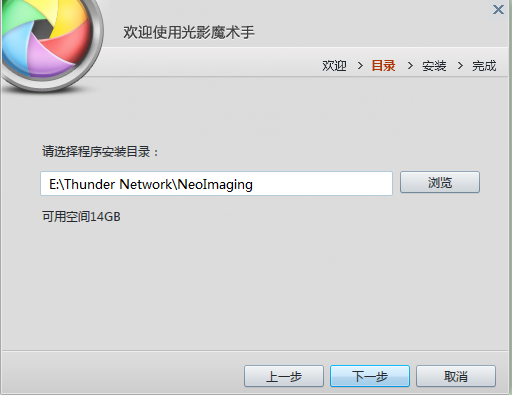 欢迎使用光影魔术手
欢迎 > 目录 > 安装 > 完成
请选择程序安装目录：
E:\Thunder Network\NeoImaging
浏览
可用空间14GB
上一步
下一步
取消